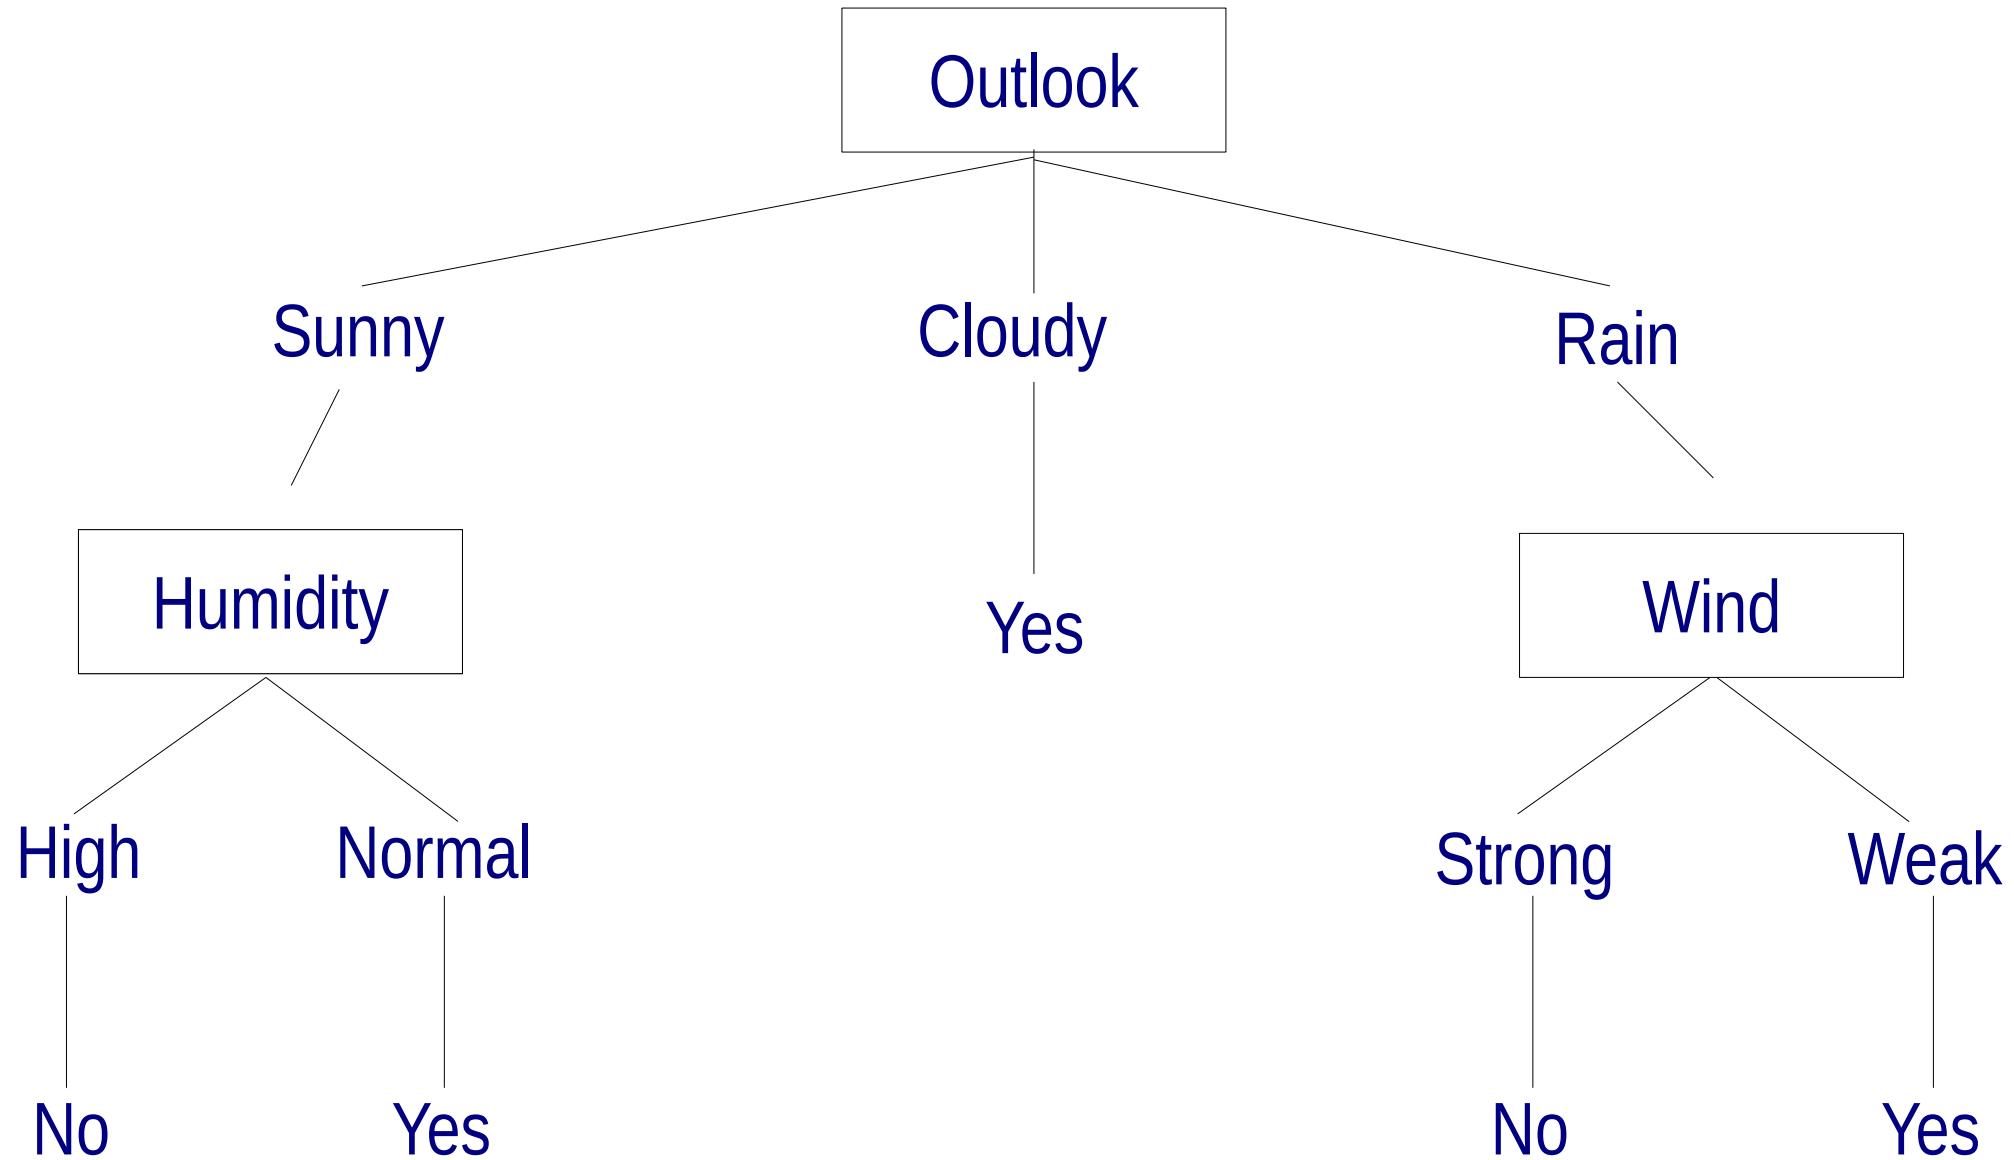 Outlook
Sunny
Cloudy
Rain
Humidity
Yes
Wind
High
Normal
Strong
Weak
No
Yes
No
Yes